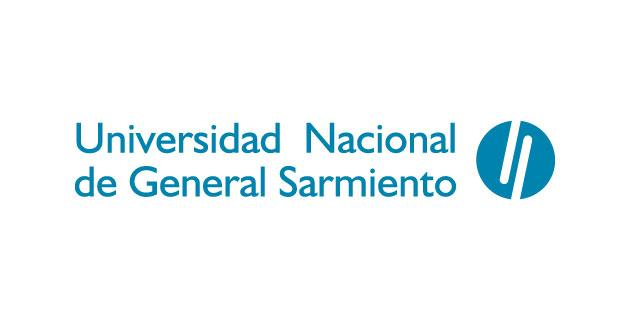 Universidad Nacional
de General Sarmiento